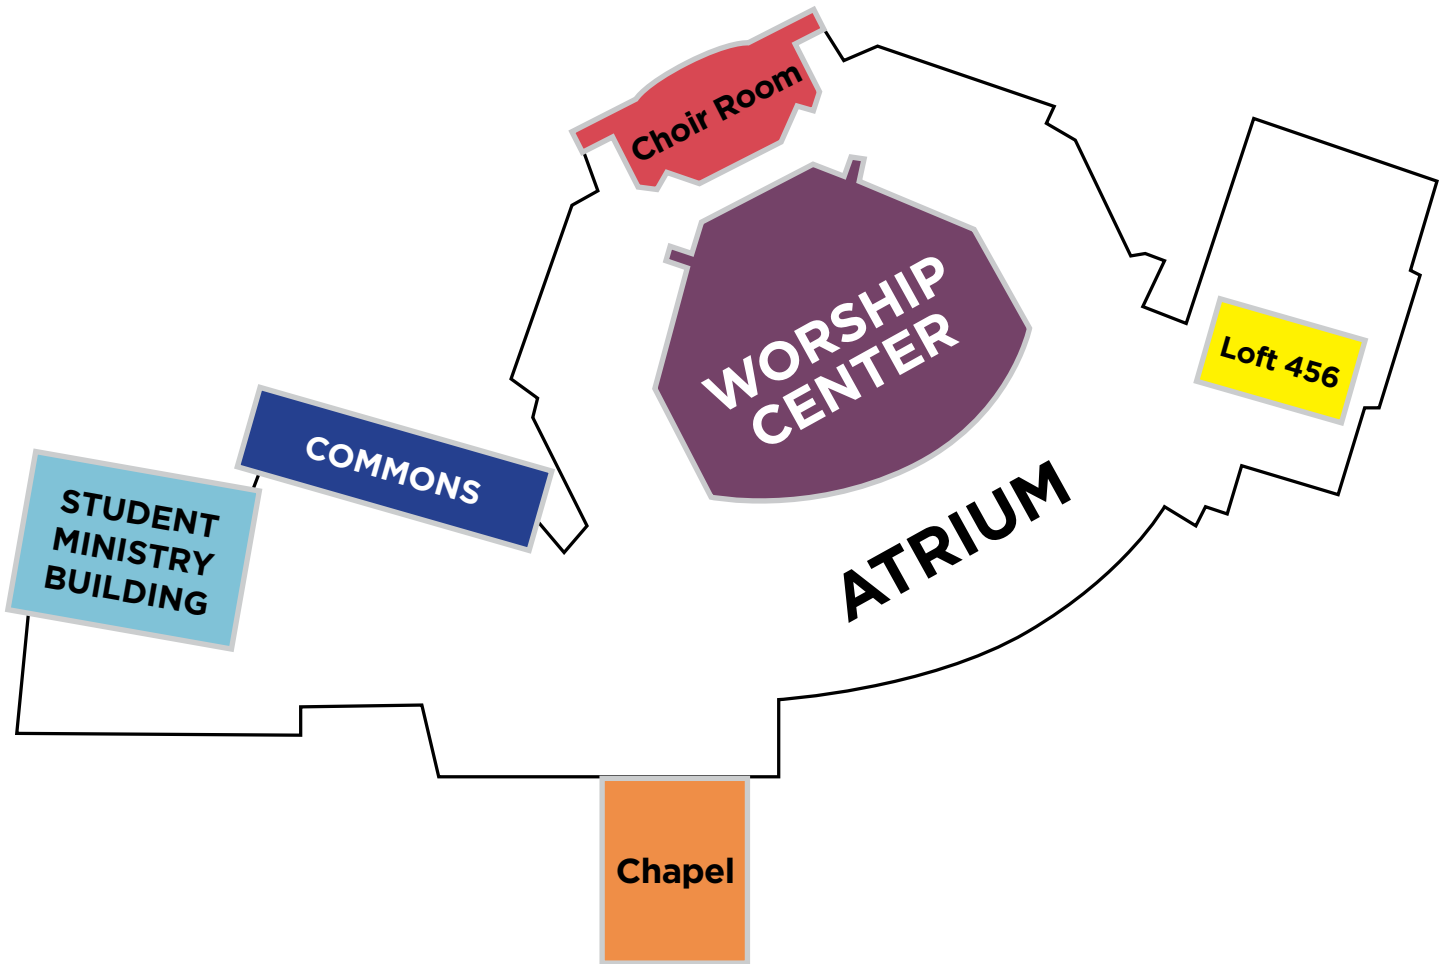 Choir Room
WORSHIP
CENTER
Loft 456
COMMONS
STUDENT
MINISTRY
BUILDING
ATRIUM
Chapel